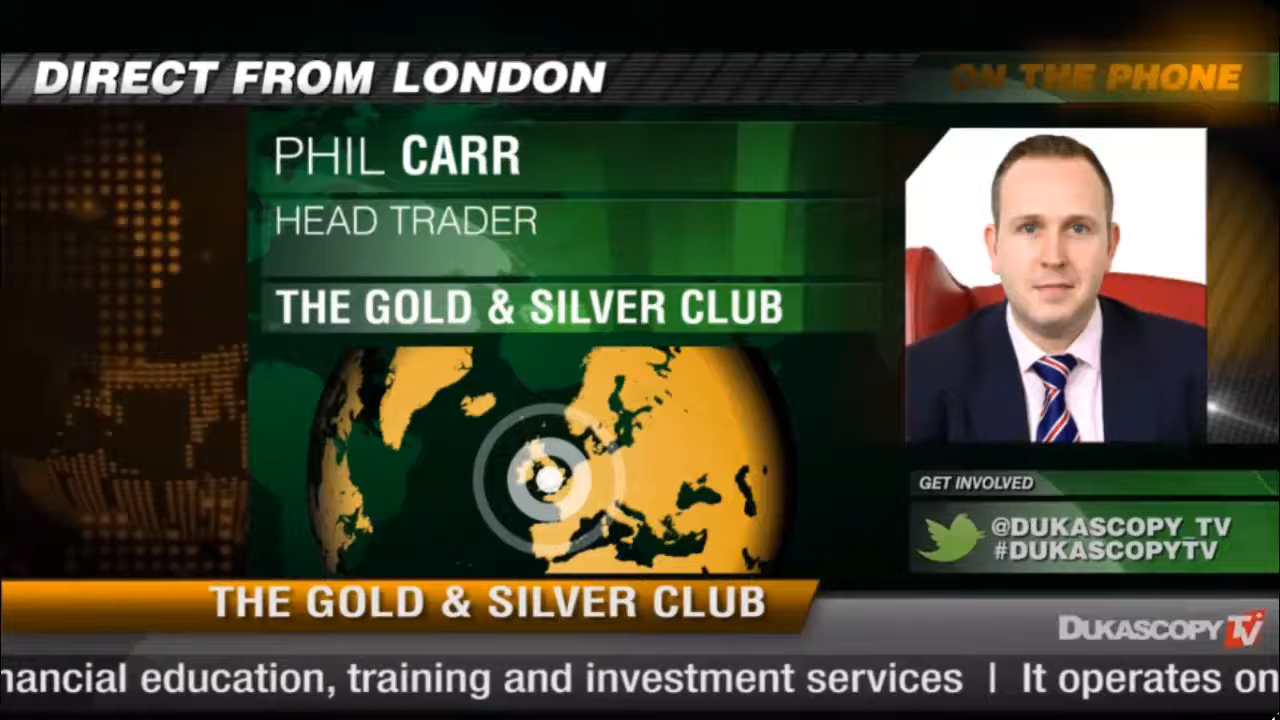 DIRECT FROM LONDON
ON THE PHONE
PHIL CARR
HEAD TRADER
THE GOLD & SILVER CLUB
GET INVOLVED
@DUKASCOPY_TV
#DUKASCOPYTV
THE GOLD & SILVER CLUB
DUKASCOPY TV
nancial education, training and investment services | It operates on